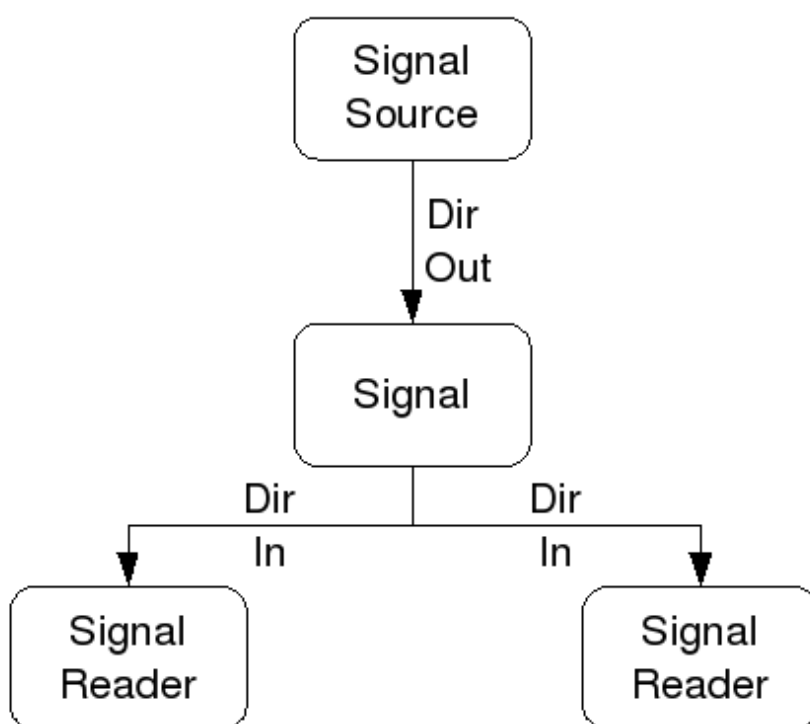 Signal
Source
Dir
Out
Signal
Dir
In
Dir
In
Signal
Reader
Signal
Reader